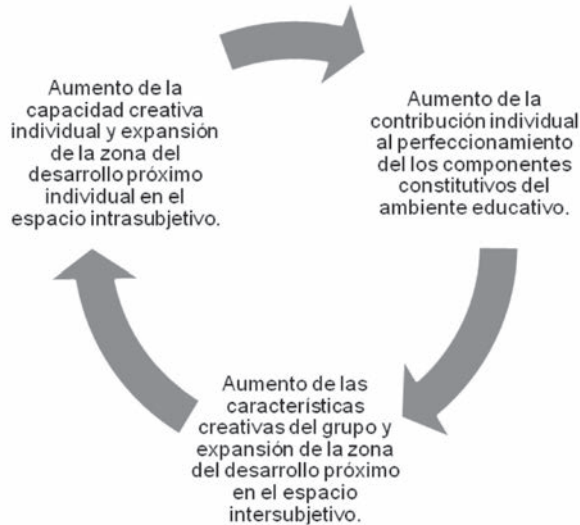 Aumento de la
capacidad creativa
individual y expansión
de la zona del
desarrollo próximo
individual en el
espacio intrasubjetivo.
Aumento de la
contribución individual
al perfeccionamiento
del los componentes
constitutivos del
ambiente educativo.
Aumento de las
características
creativas del grupo y
expansión de la zona
del desarrollo próximo
en el espacio
intersubjetivo.